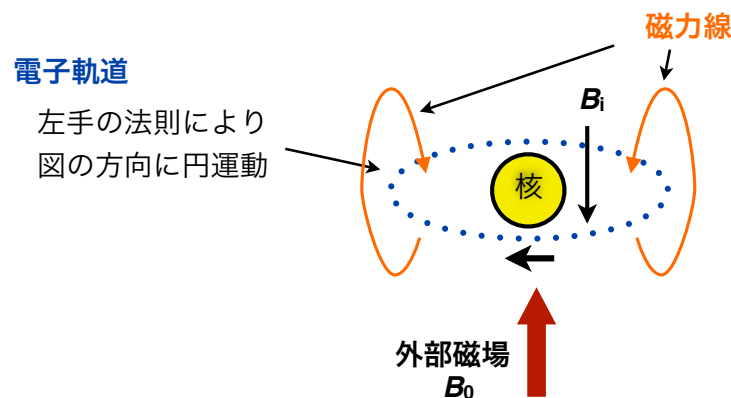 磁力線
電子軌道
左手の法則により
図の方向に円運動
Bi
核
外部磁場
B0